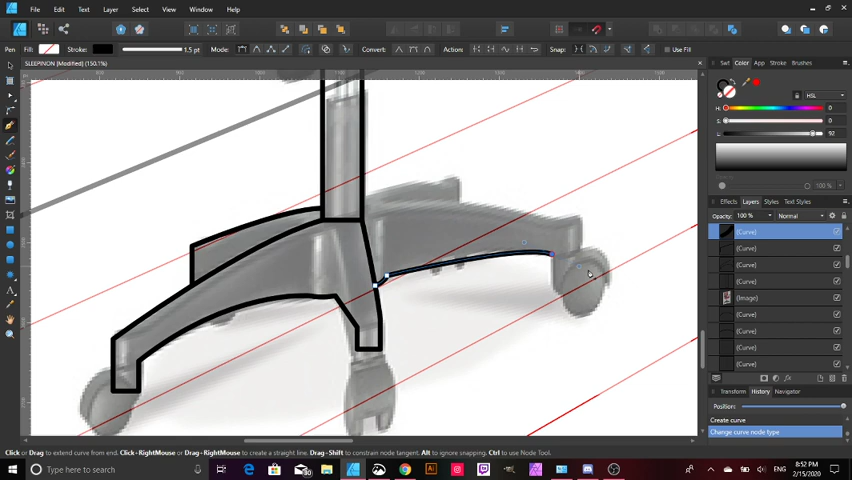 File Edit Text Layer Select View Window Help
Pen Fill: Stroke: 1.5 pt Mode: Convert: Action: Snap: Use Fill
SLEEPINON [Modified] (150.1%)
Set Color Stroke Brushes
HSL
H: 0
S: 0
L: 92
100 %
Effects Layers Styles Text Styles
Opacity: 100 % Normal
(Curve)
(Curve)
(Curve)
(Curve)
(Image)
(Curve)
(Curve)
(Curve)
(Curve)
Transform History Navigator
Position:
Create curve
Change curve node type
Click or Drag to extend curve from end. Click+RightMouse or Drag+RightMouse to create a straight line. Drag+Shift to constrain node tangent. Alt to ignore snapping. Ctrl to use Node Tool.
Type here to search
ENG
8:52 PM
2/15/2020